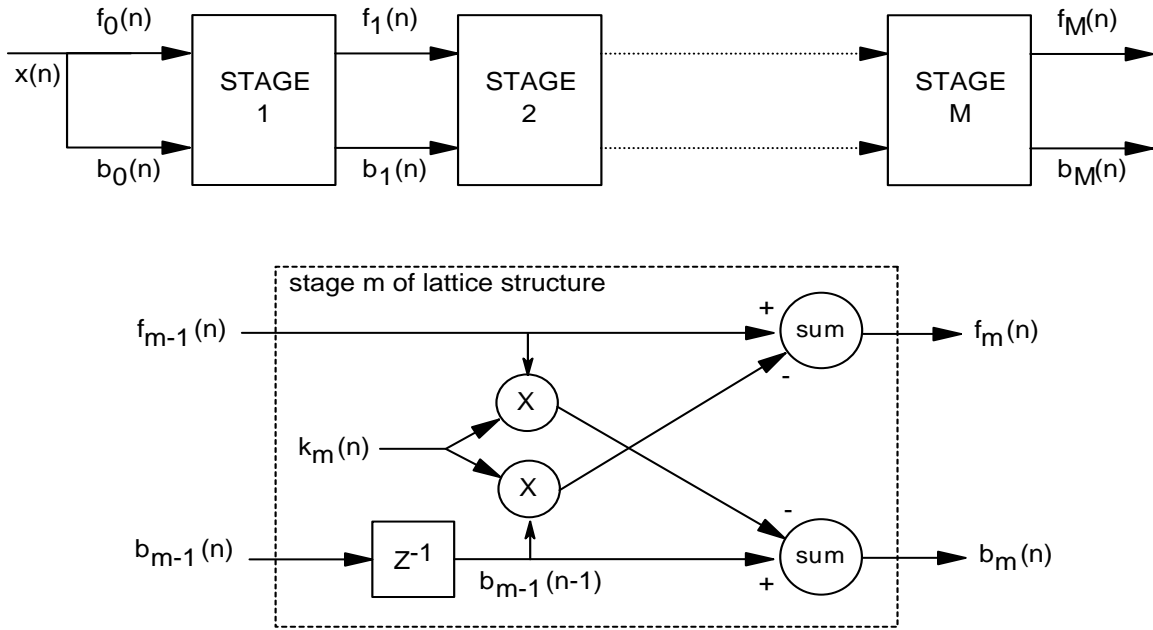 f0(n) f1(n) fM(n)
x(n)
STAGE 1
STAGE 2
STAGE M
b0(n) b1(n) bM(n)
stage m of lattice structure
fm-1(n) + sum fm(n)
-
X
km(n)
X
-
bm-1(n) Z-1 bm-1(n-1) + sum bm(n)